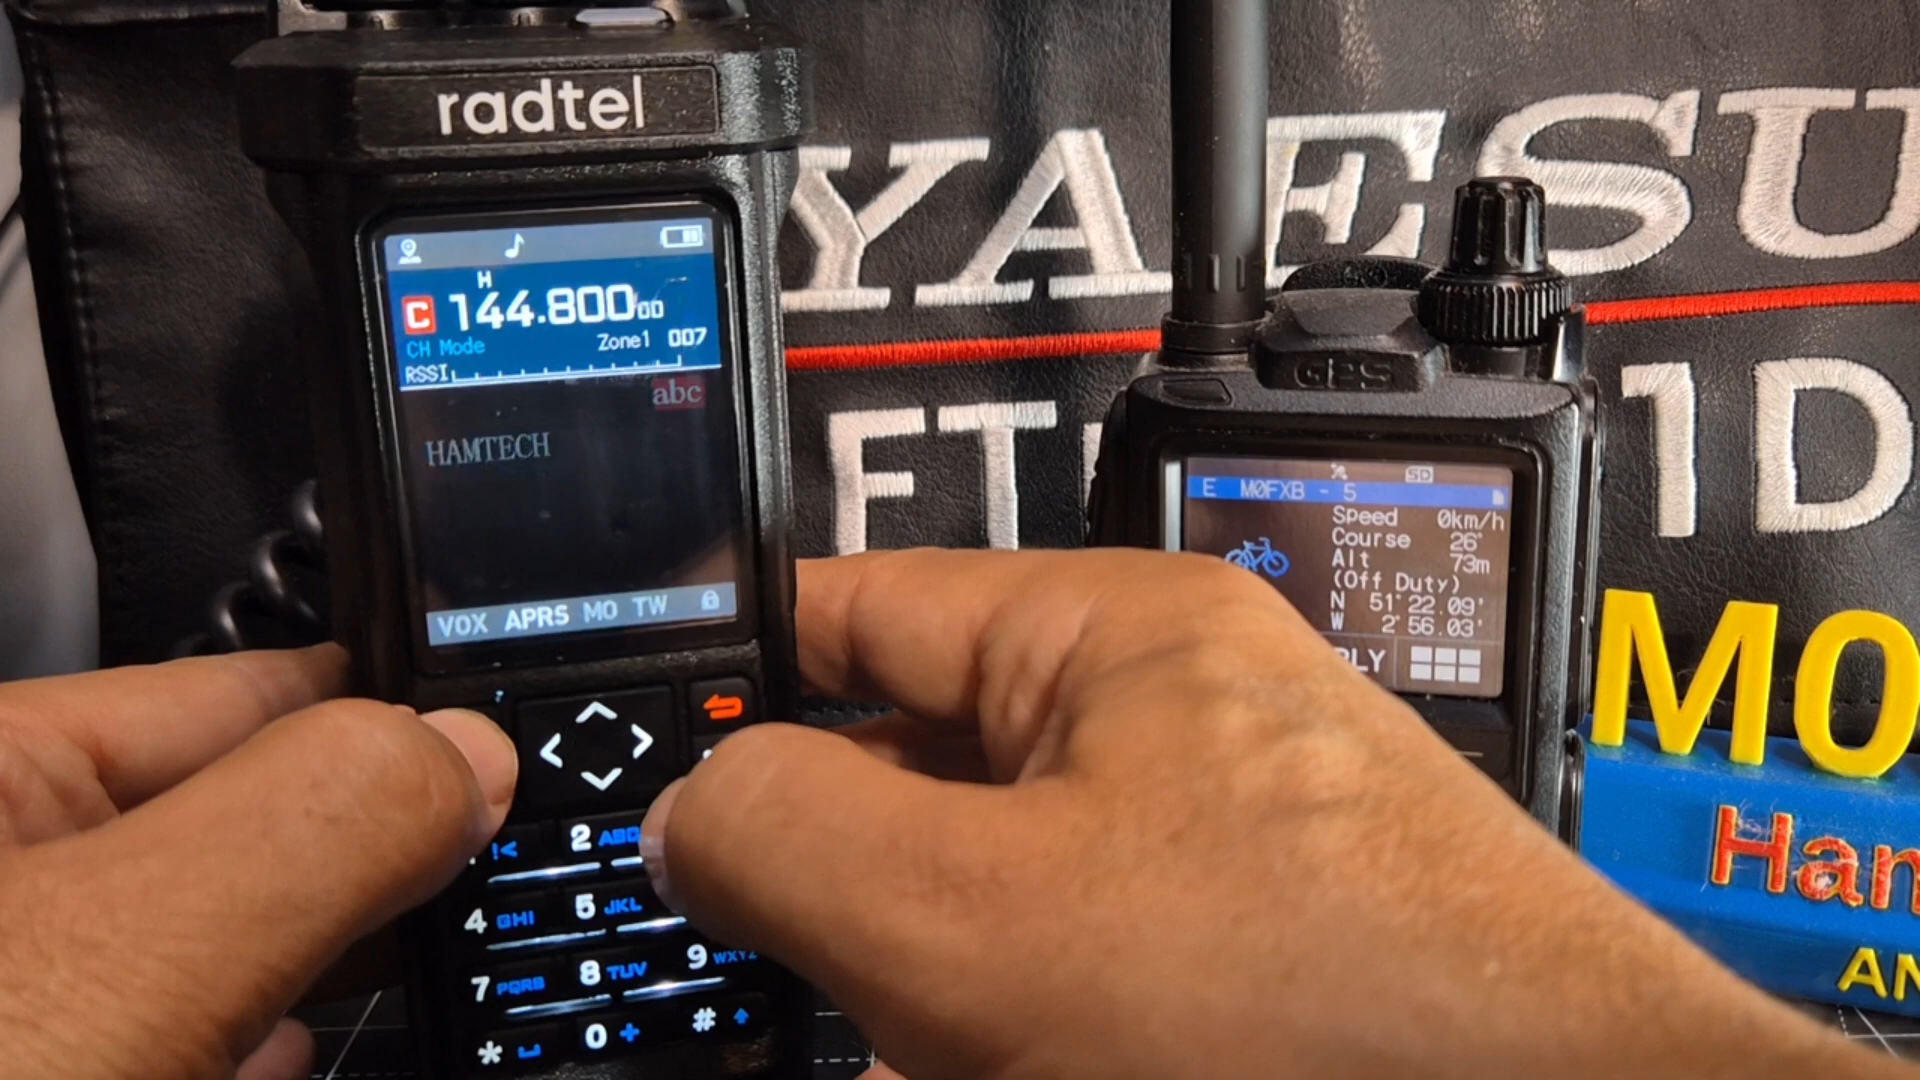 radtel
H
C 144.80000
CH Mode Zone1 007
RSSI
abc
HAMTECH
VOX APRS MO TW
2 ABC
4 GHI 5 JKL
7 PQRS 8 TUV 9 WXYZ
* 0 + #
YAESU
FT 1D
GPS
SD
E M0FXB - 5
Speed 0km/h
Course 26°
Alt 73m
(Off Duty)
N 51°22.09'
W 2°56.03'
M0
Ham
AN